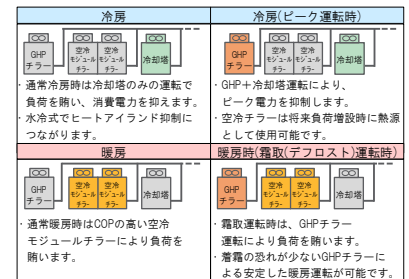 冷房
GHP
チラー
空冷
モジュール
チラー
空冷
モジュール
チラー
冷却塔
・通常冷房時は冷却塔のみの運転で
負荷を賄い、消費電力を抑えます。
・水冷式でヒートアイランド抑制に
つながります。
冷房(ピーク運転時)
GHP
チラー
空冷
モジュール
チラー
空冷
モジュール
チラー
冷却塔
・GHP＋冷却塔運転により、
ピーク電力を抑制します。
・空冷チラーは将来負荷増設時に熱源
として使用可能です。
暖房
GHP
チラー
空冷
モジュール
チラー
空冷
モジュール
チラー
冷却塔
・通常暖房時はCOPの高い空冷
モジュールチラーにより負荷を
賄います。
暖房時(霜取(デフロスト)運転時)
GHP
チラー
空冷
モジュール
チラー
空冷
モジュール
チラー
冷却塔
・霜取運転時は、GHPチラー
運転により負荷を賄います。
・着霜の恐れが少ないGHPチラーに
よる安定した暖房運転が可能です。